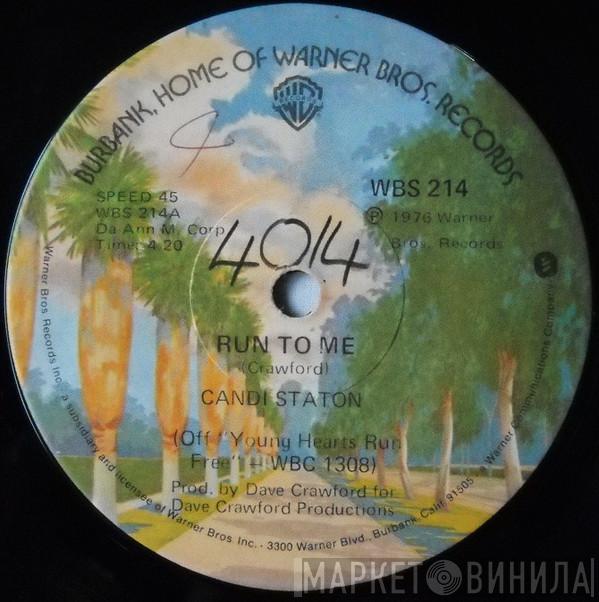 BURBANK, HOME OF WARNER BROS. RECORDS
WB
RECORDS
SPEED 45
WBS 214A
Da Ann M. Corp
Time: 4.20
WBS 214
℗ 1976 Warner
Bros. Records
4014
RUN TO ME
(Crawford)
CANDI STATON
(Off "Young Hearts Run
Free" - WBC 1308)
Prod. by Dave Crawford for
Dave Crawford Productions
Warner Bros Records Inc., a subsidiary and licensee of Warner Bros. Inc. · 3300 Warner Blvd., Burbank, Calif. 91505 · a Warner Communications Company
МАРКЕТ ВИНИЛА